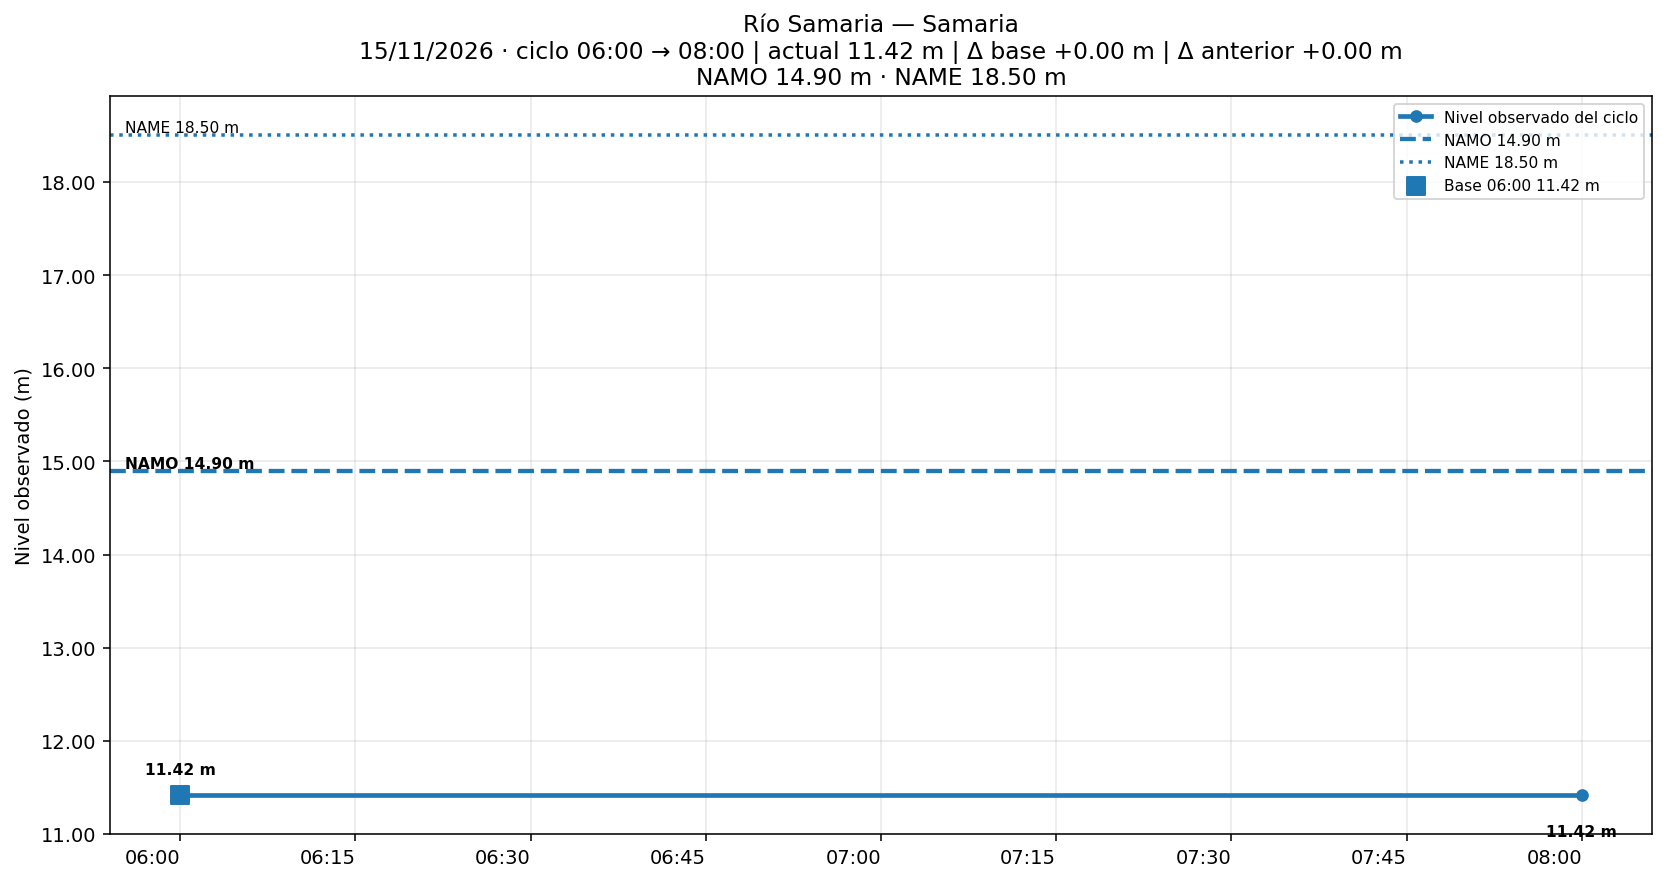 Río Samaria — Samaria
15/11/2026 · ciclo 06:00 → 08:00 | actual 11.42 m | Δ base +0.00 m | Δ anterior +0.00 m
NAMO 14.90 m · NAME 18.50 m
NAME 18.50 m
Nivel observado del ciclo
NAMO 14.90 m
NAME 18.50 m
Base 06:00 11.42 m
Nivel observado (m)
18.00
17.00
16.00
15.00
NAMO 14.90 m
14.00
13.00
12.00
11.42 m
11.00
11.42 m
06:00 06:15 06:30 06:45 07:00 07:15 07:30 07:45 08:00